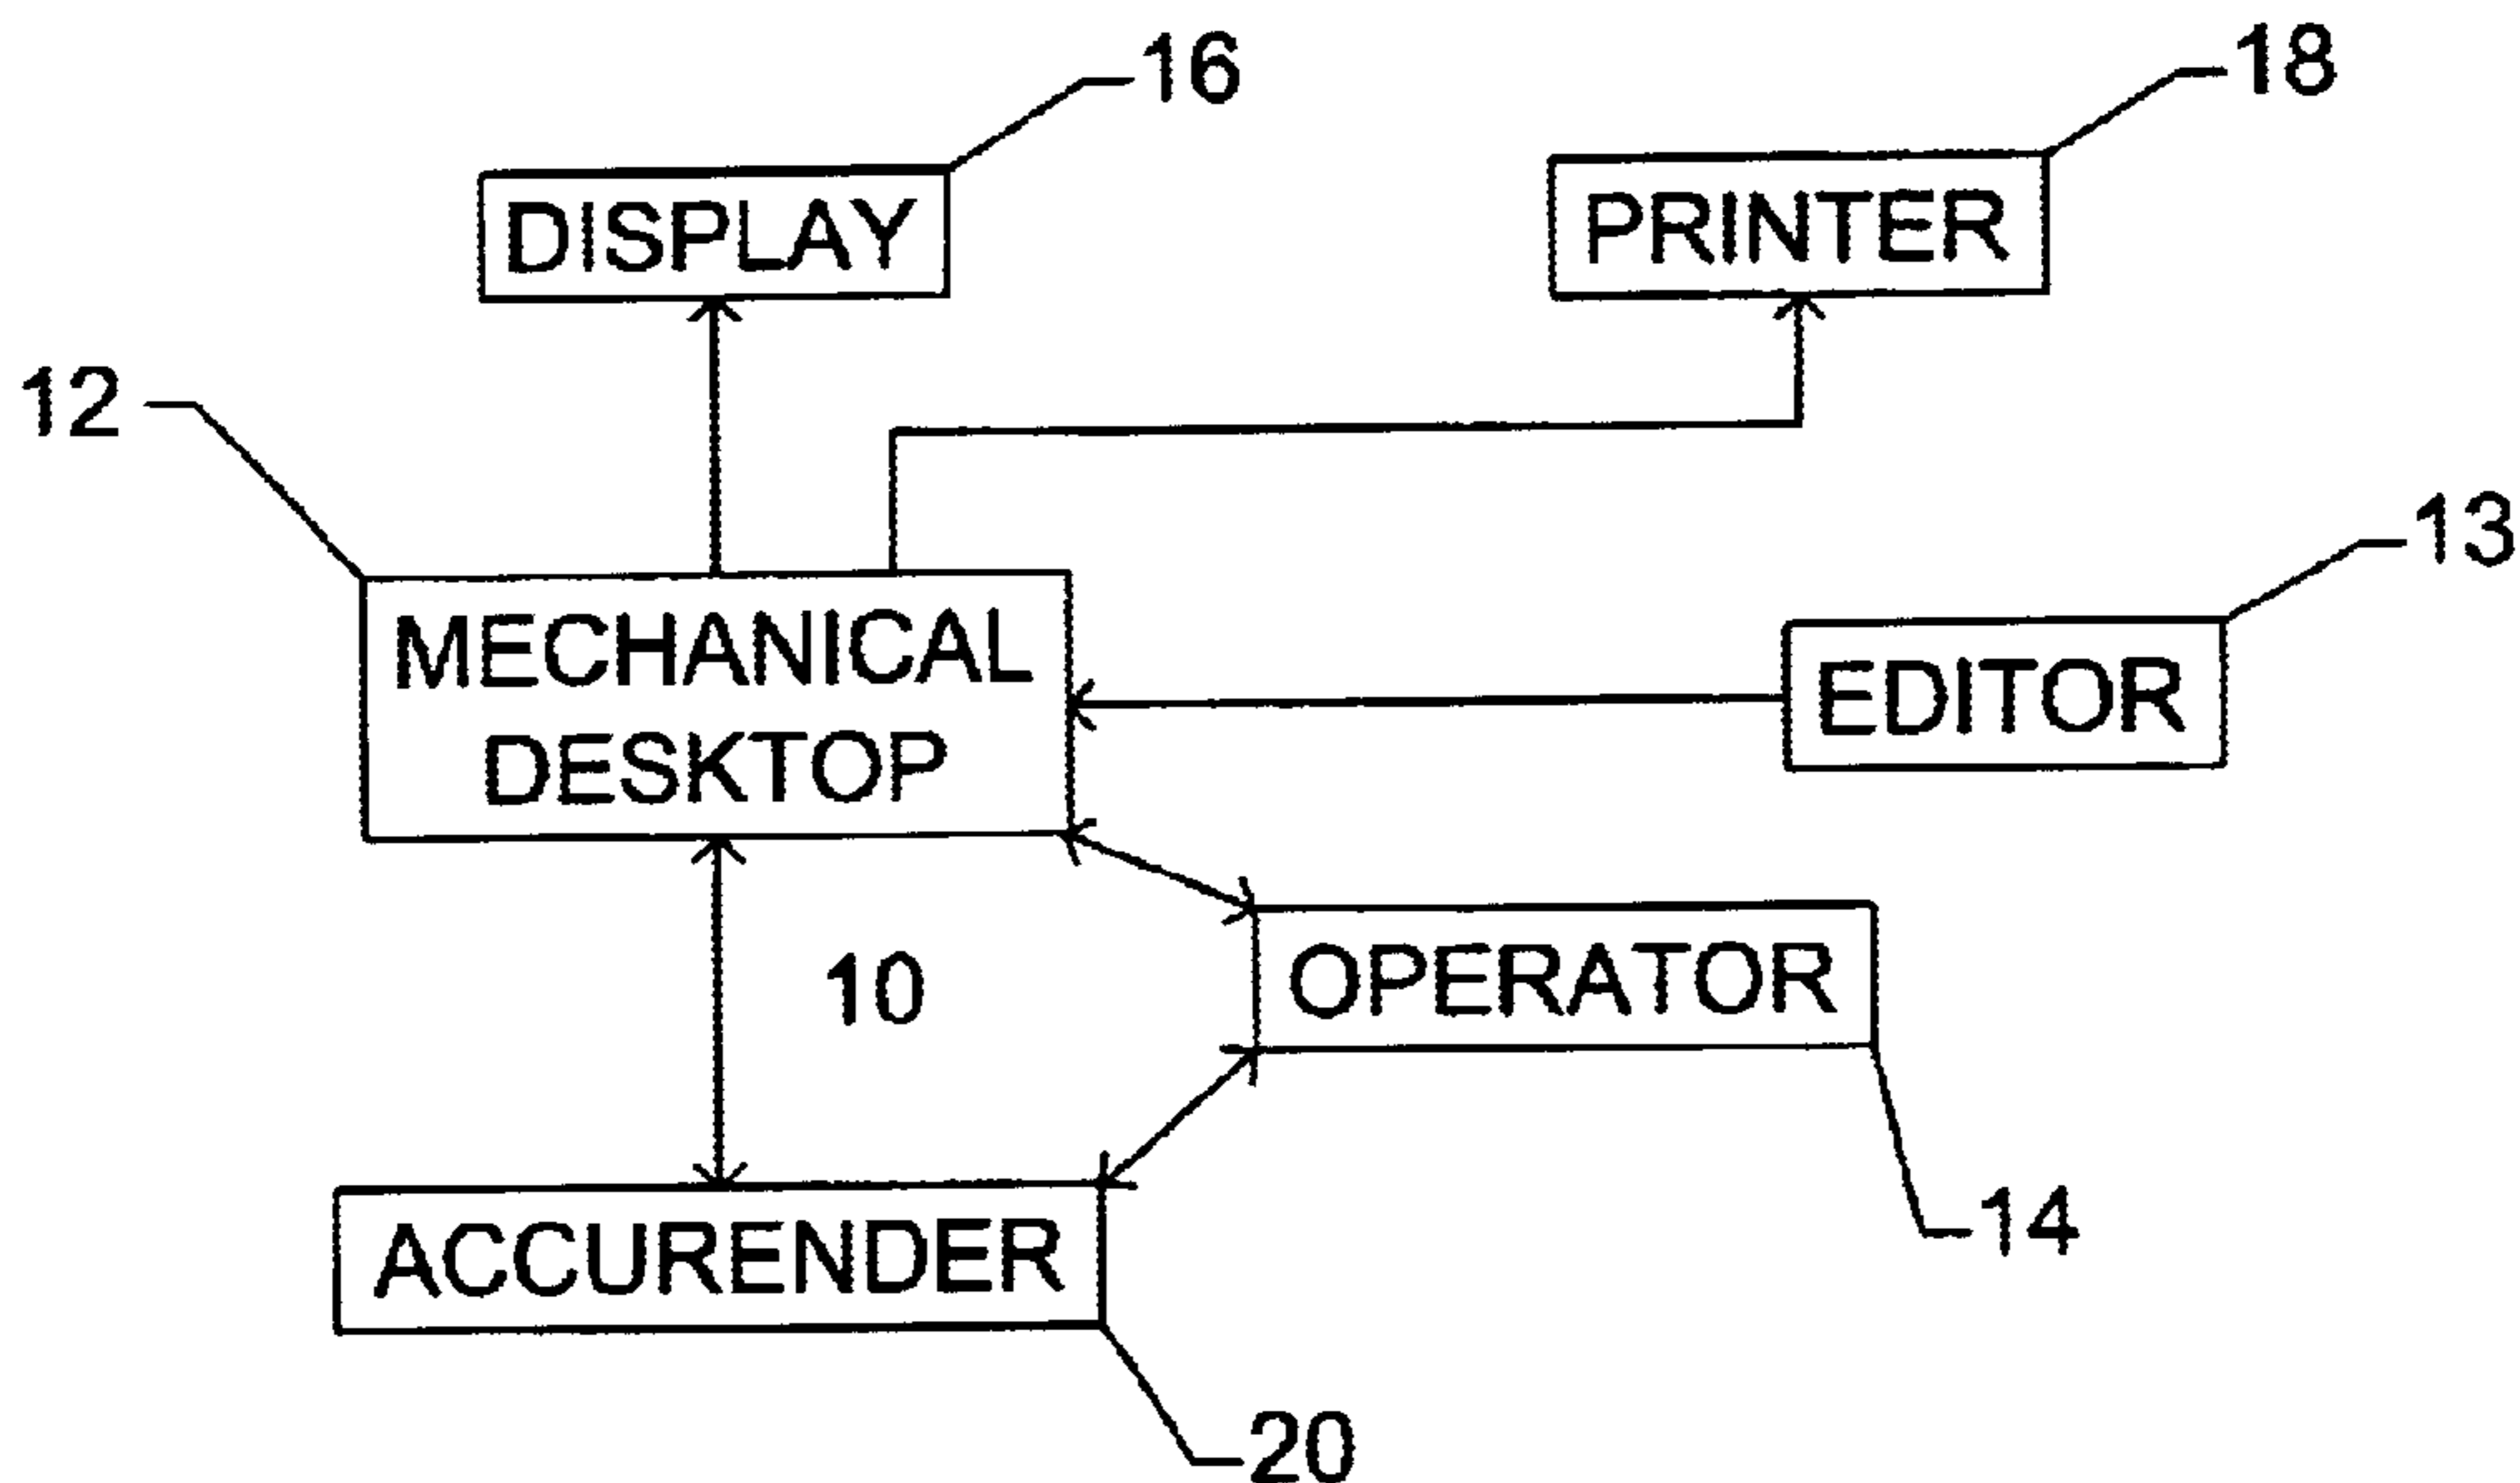 16
18
DISPLAY
PRINTER
12
13
MECHANICAL
DESKTOP
EDITOR
10
OPERATOR
14
ACCURENDER
20